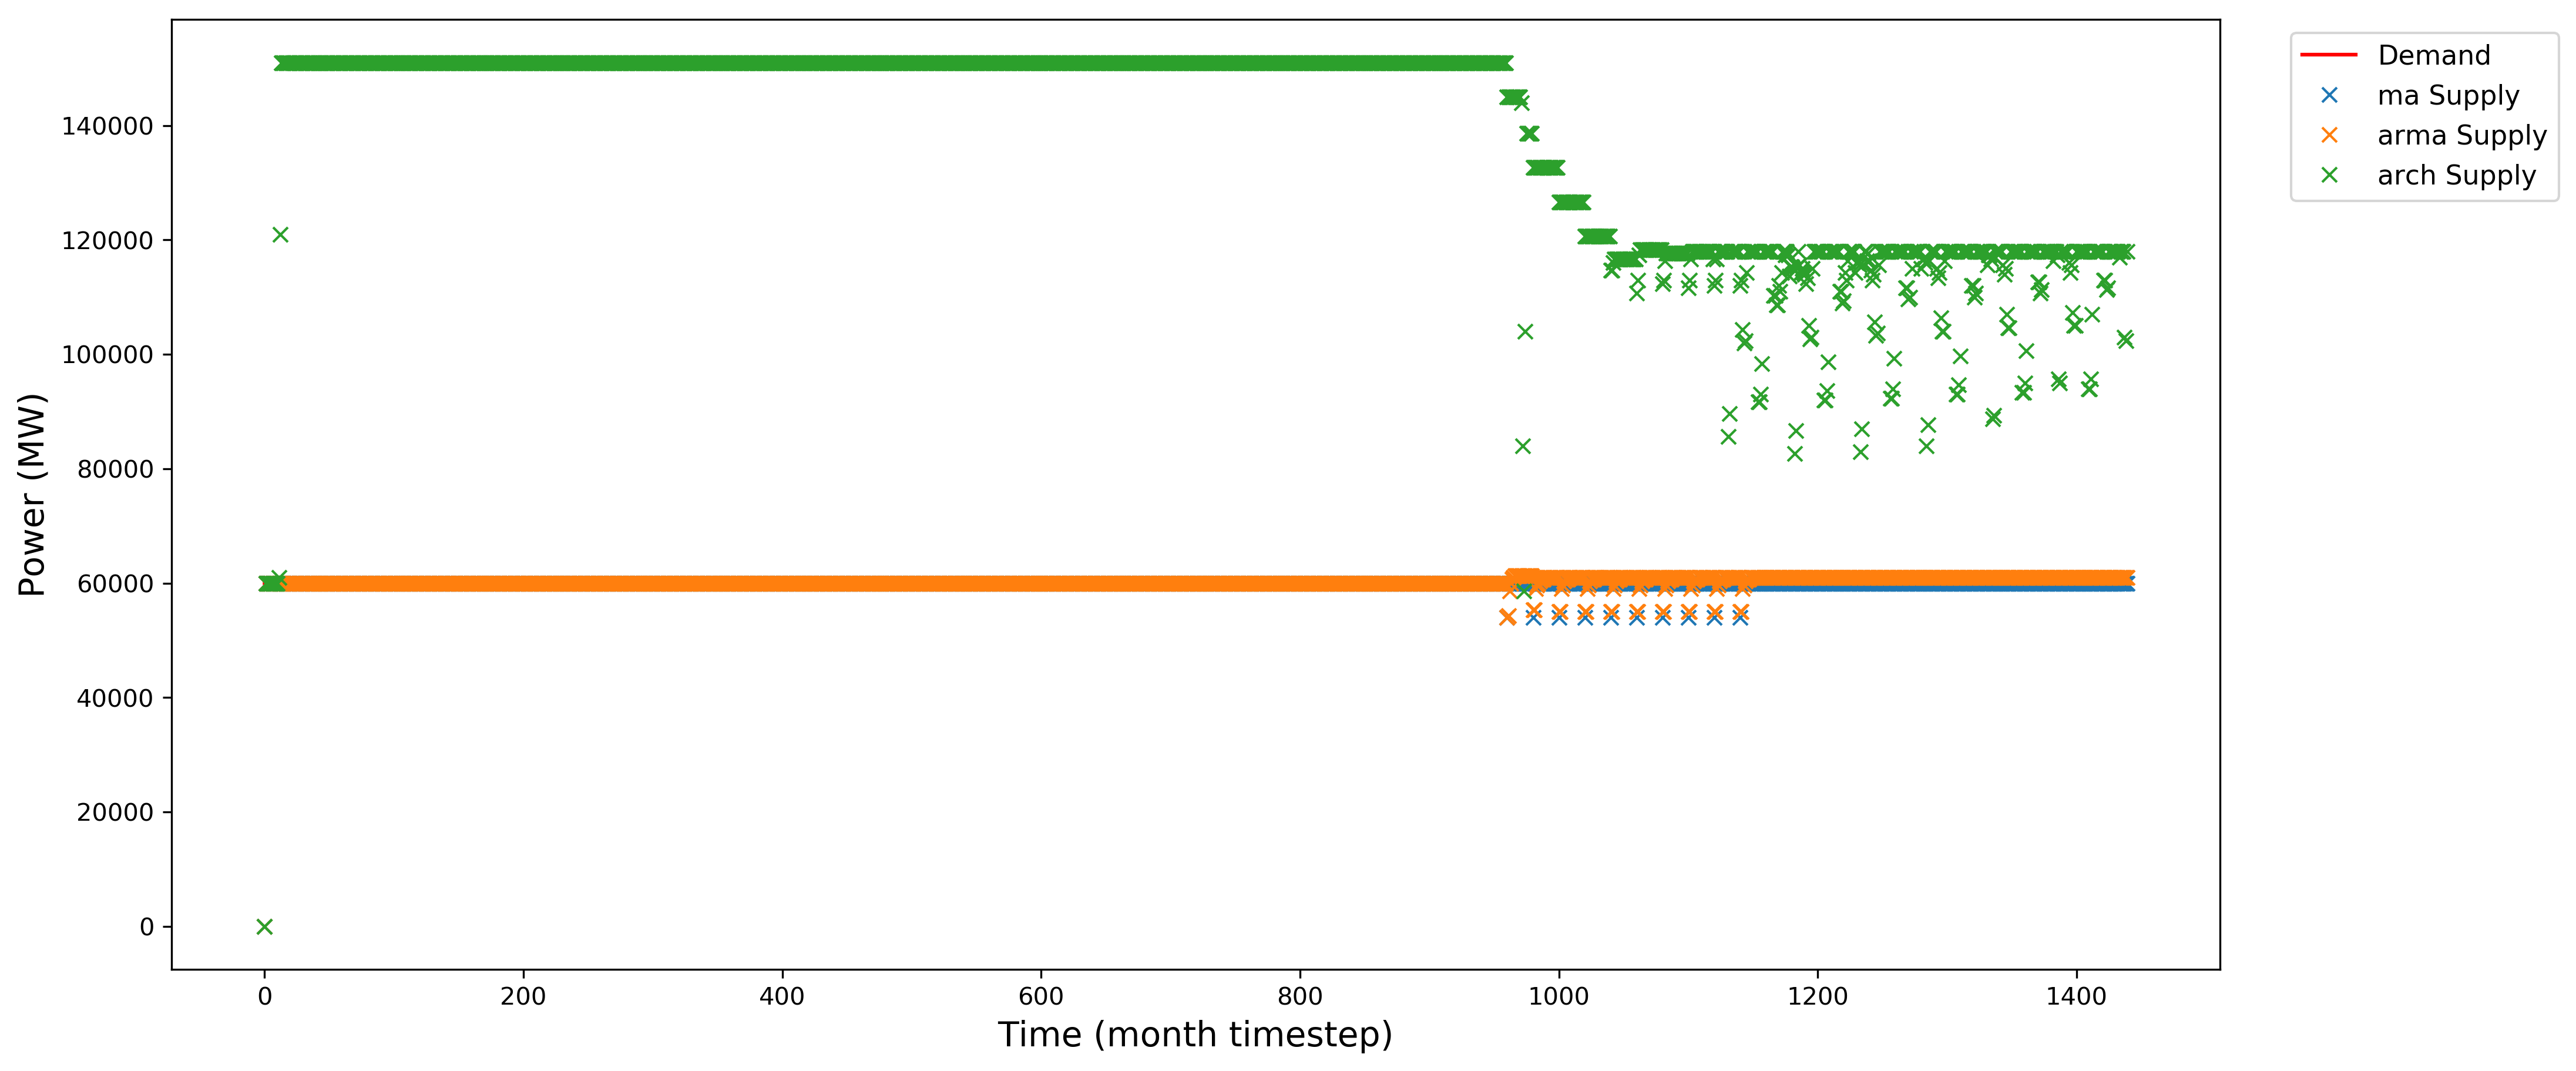 Demand
ma Supply
arma Supply
arch Supply
Power (MW)
140000
120000
100000
80000
60000
40000
20000
0
0 200 400 600 800 1000 1200 1400
Time (month timestep)